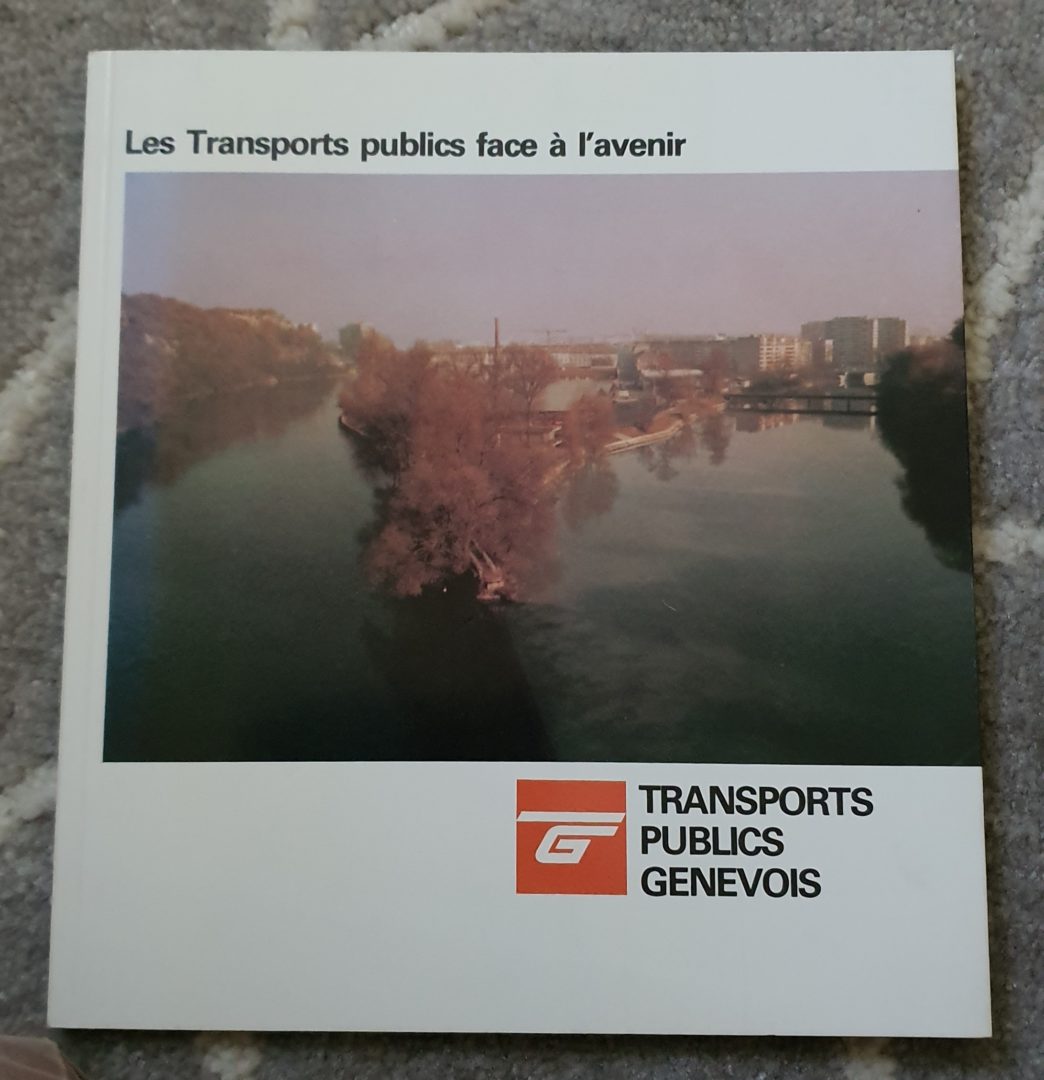 Les Transports publics face à l'avenir
TRANSPORTS
PUBLICS
GENEVOIS